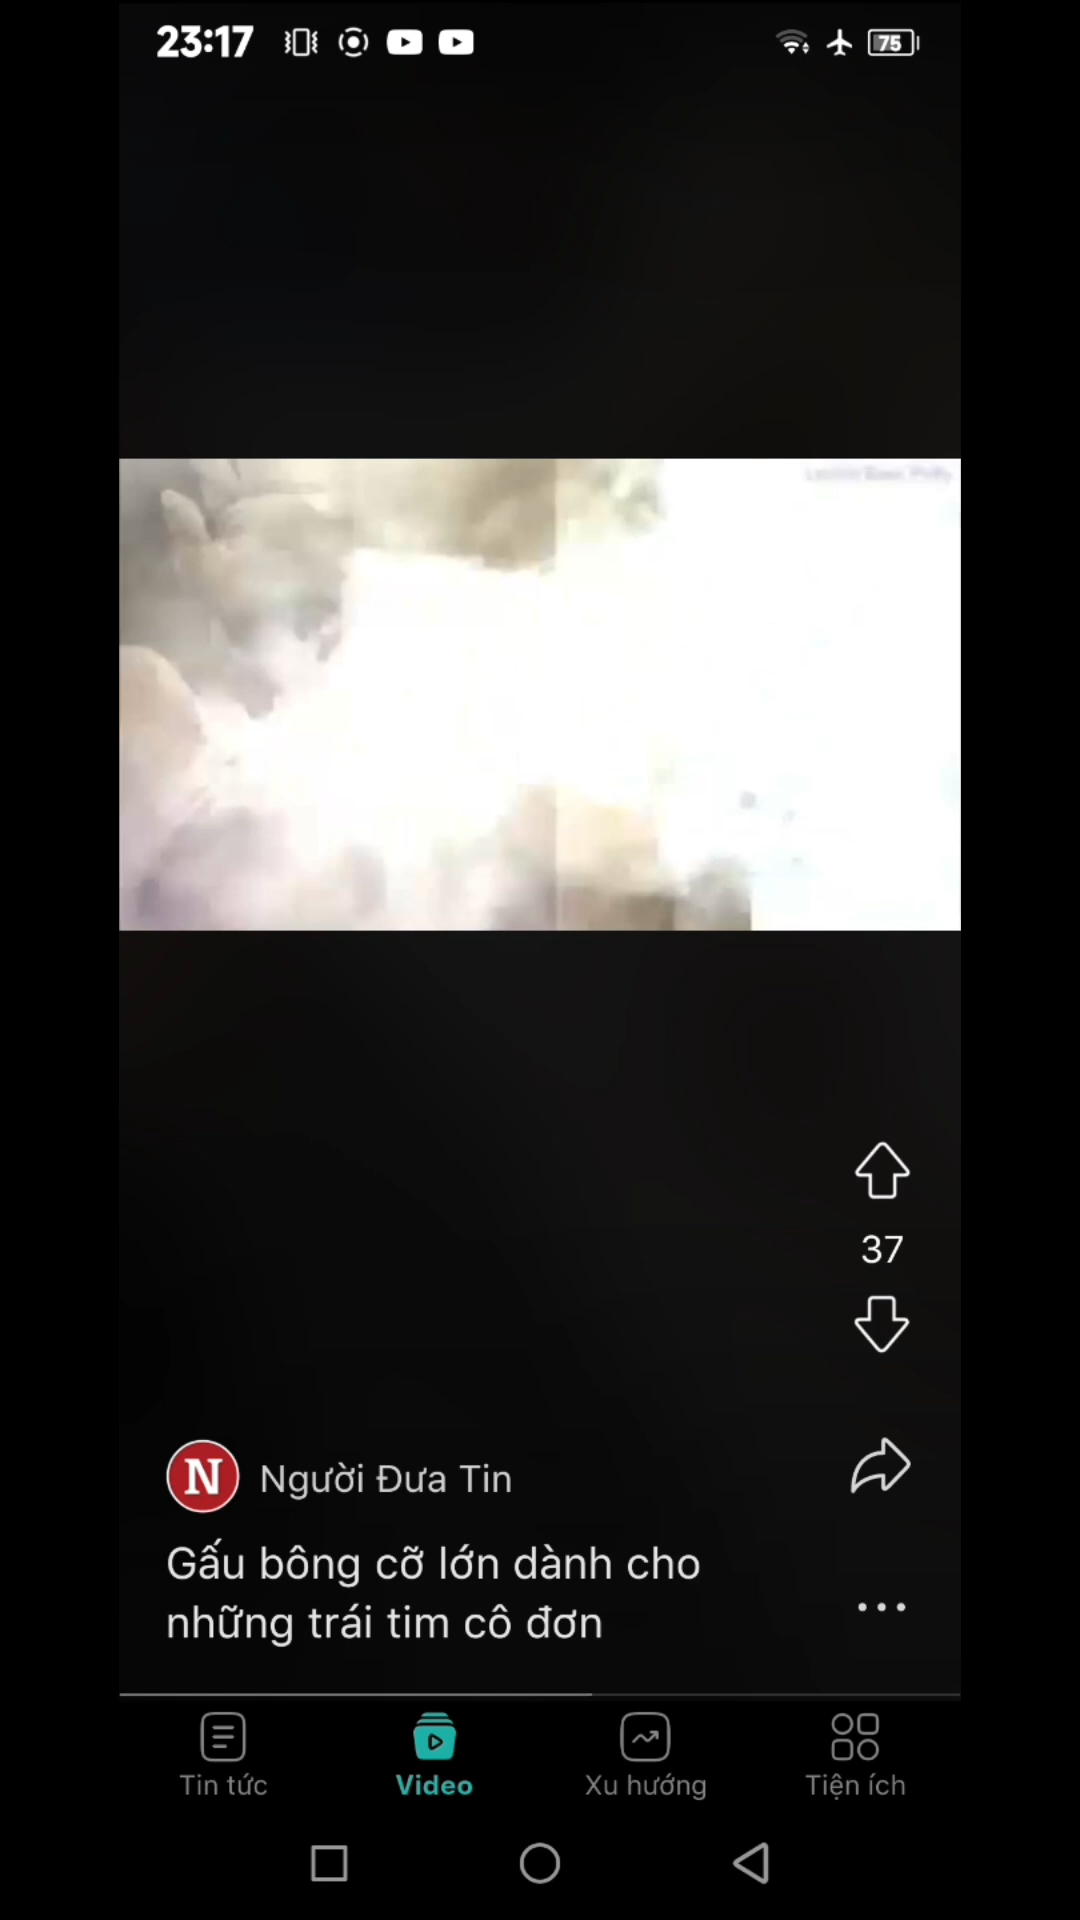 23:17
75
37
N Người Đưa Tin
Gấu bông cỡ lớn dành cho
những trái tim cô đơn
Tin tức
Video
Xu hướng
Tiện ích